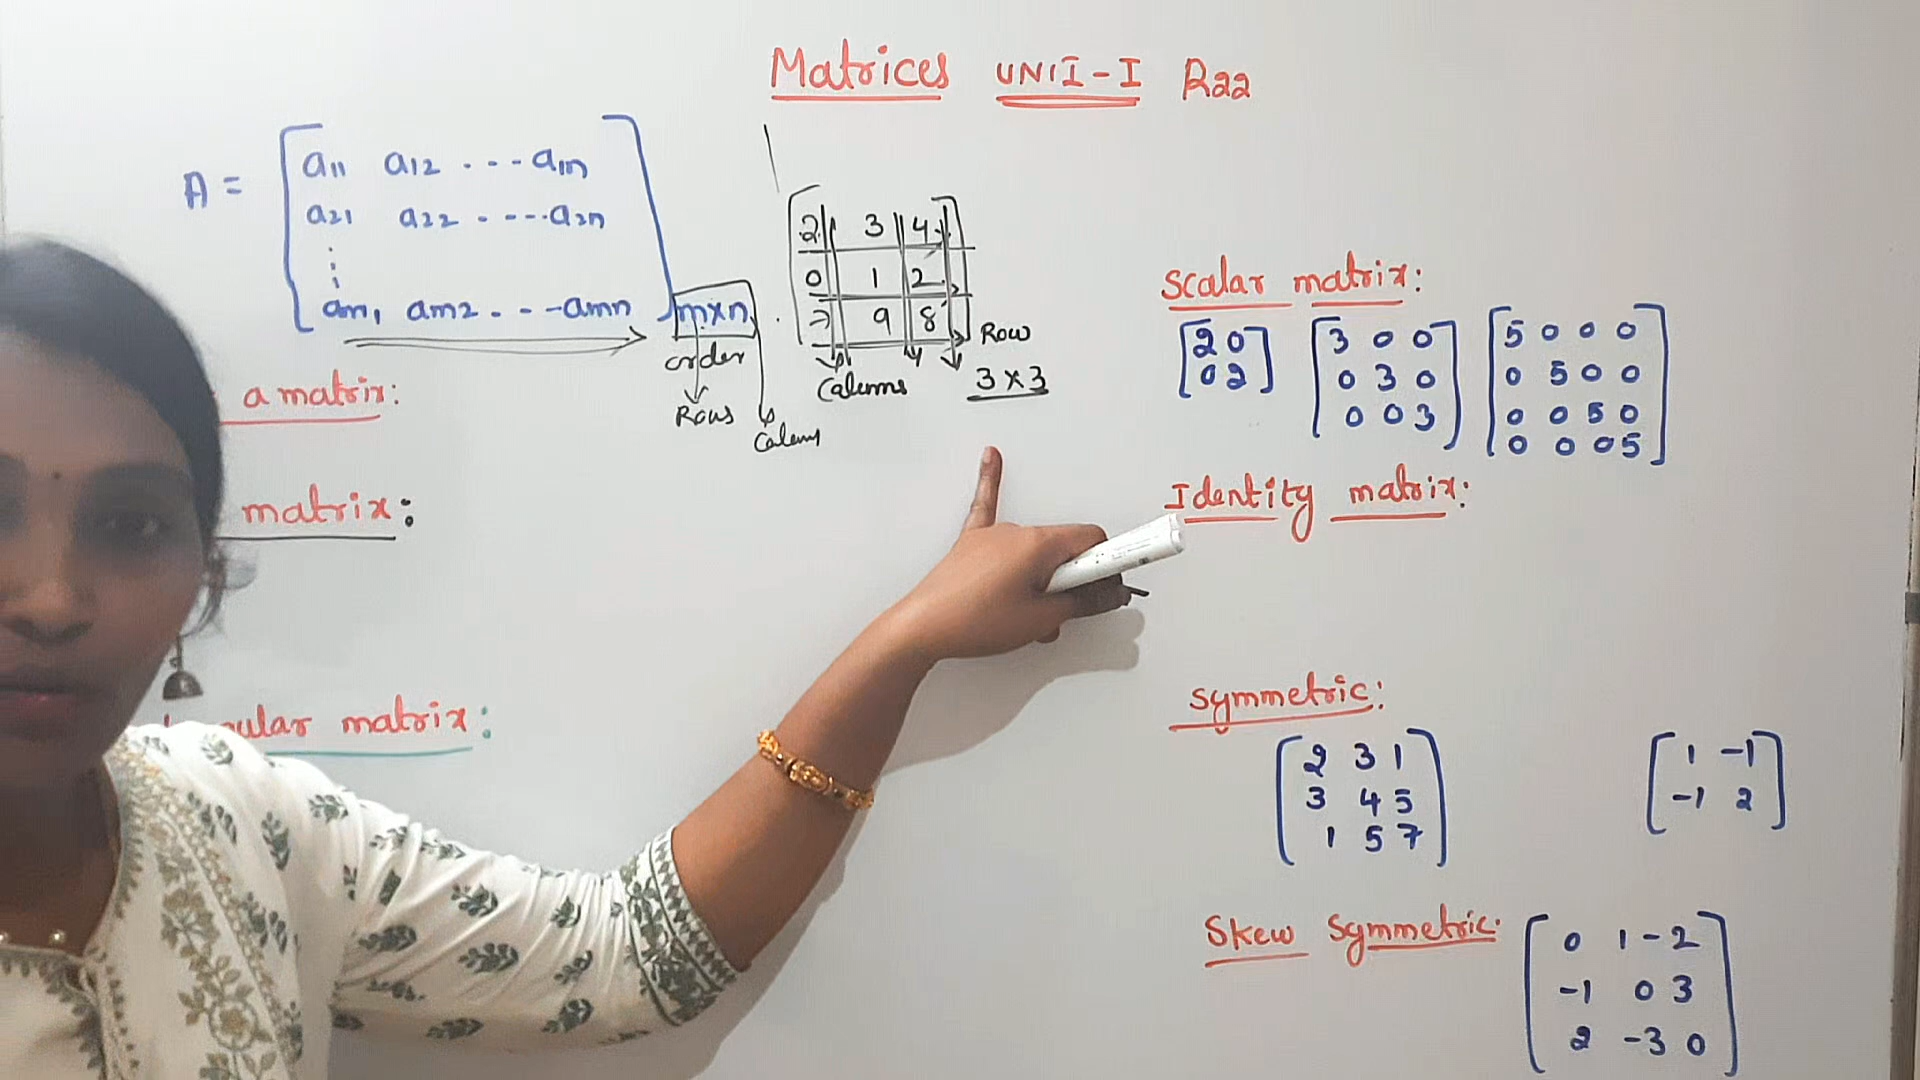 Matrices UNIT-I R22
A = [ a11 a12 . - - - a1n
a21 a22 . - - - . a2n
⋮
am1 am2 . - - - amn ] m×n
order
Rows
2 3 4
0 1 2
9 8
Row
3 × 3
a matrix:
matrix:
ular matrix:
Scalar matrix:
2 0
0 2
3 0 0
0 3 0
0 0 3
5 0 0 0
0 5 0 0
0 0 5 0
0 0 0 5
Identity matrix:
Symmetric:
2 3 1
3 4 5
1 5 7
1 -1
-1 2
Skew Symmetric:
0 1 -2
-1 0 3
2 -3 0